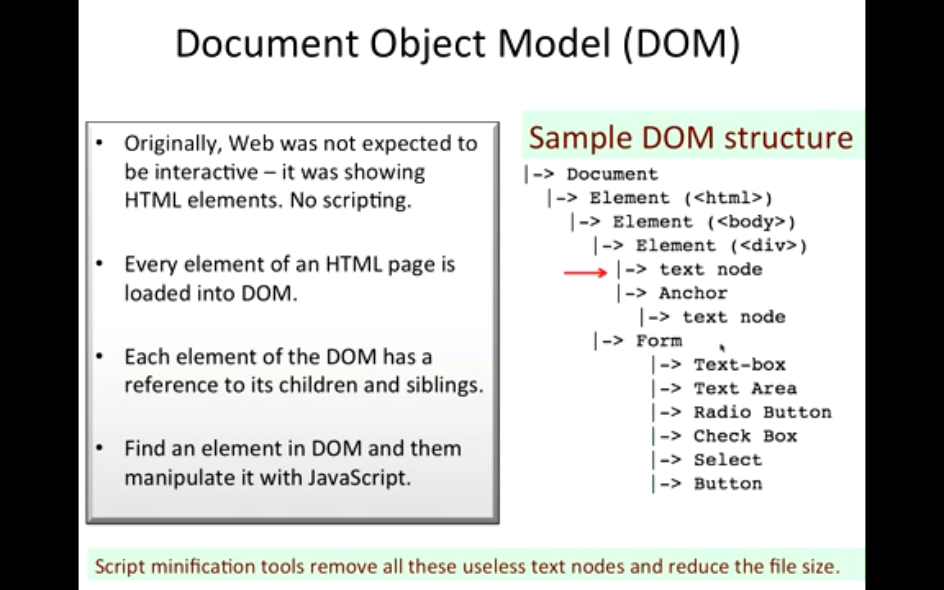 Document Object Model (DOM)
• Originally, Web was not expected to
be interactive – it was showing
HTML elements. No scripting.
• Every element of an HTML page is
loaded into DOM.
• Each element of the DOM has a
reference to its children and siblings.
• Find an element in DOM and them
manipulate it with JavaScript.
Sample DOM structure
|-> Document
|-> Element (<html>)
|-> Element (<body>)
|-> Element (<div>)
|-> text node
|-> Anchor
|-> text node
|-> Form
|-> Text-box
|-> Text Area
|-> Radio Button
|-> Check Box
|-> Select
|-> Button
Script minification tools remove all these useless text nodes and reduce the file size.